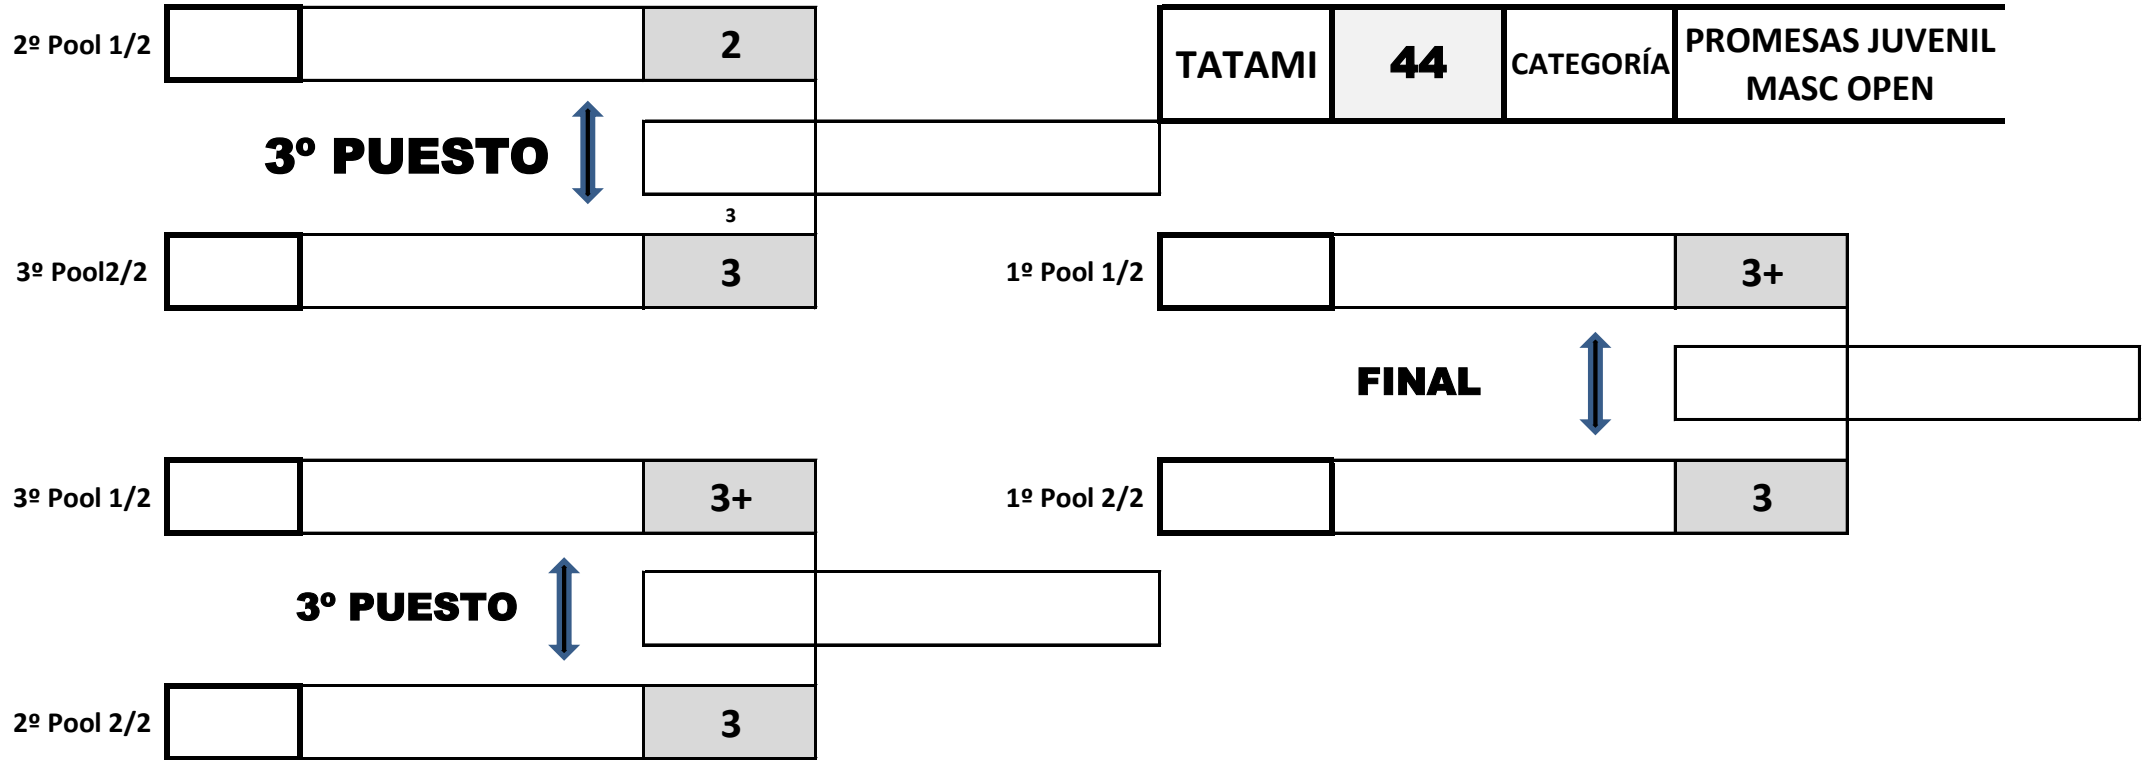 2º Pool 1/2
2
TATAMI
44
CATEGORÍA
PROMESAS JUVENIL
MASC OPEN
3º PUESTO
3
3º Pool2/2
3
1º Pool 1/2
3+
FINAL
3º Pool 1/2
3+
1º Pool 2/2
3
3º PUESTO
2º Pool 2/2
3